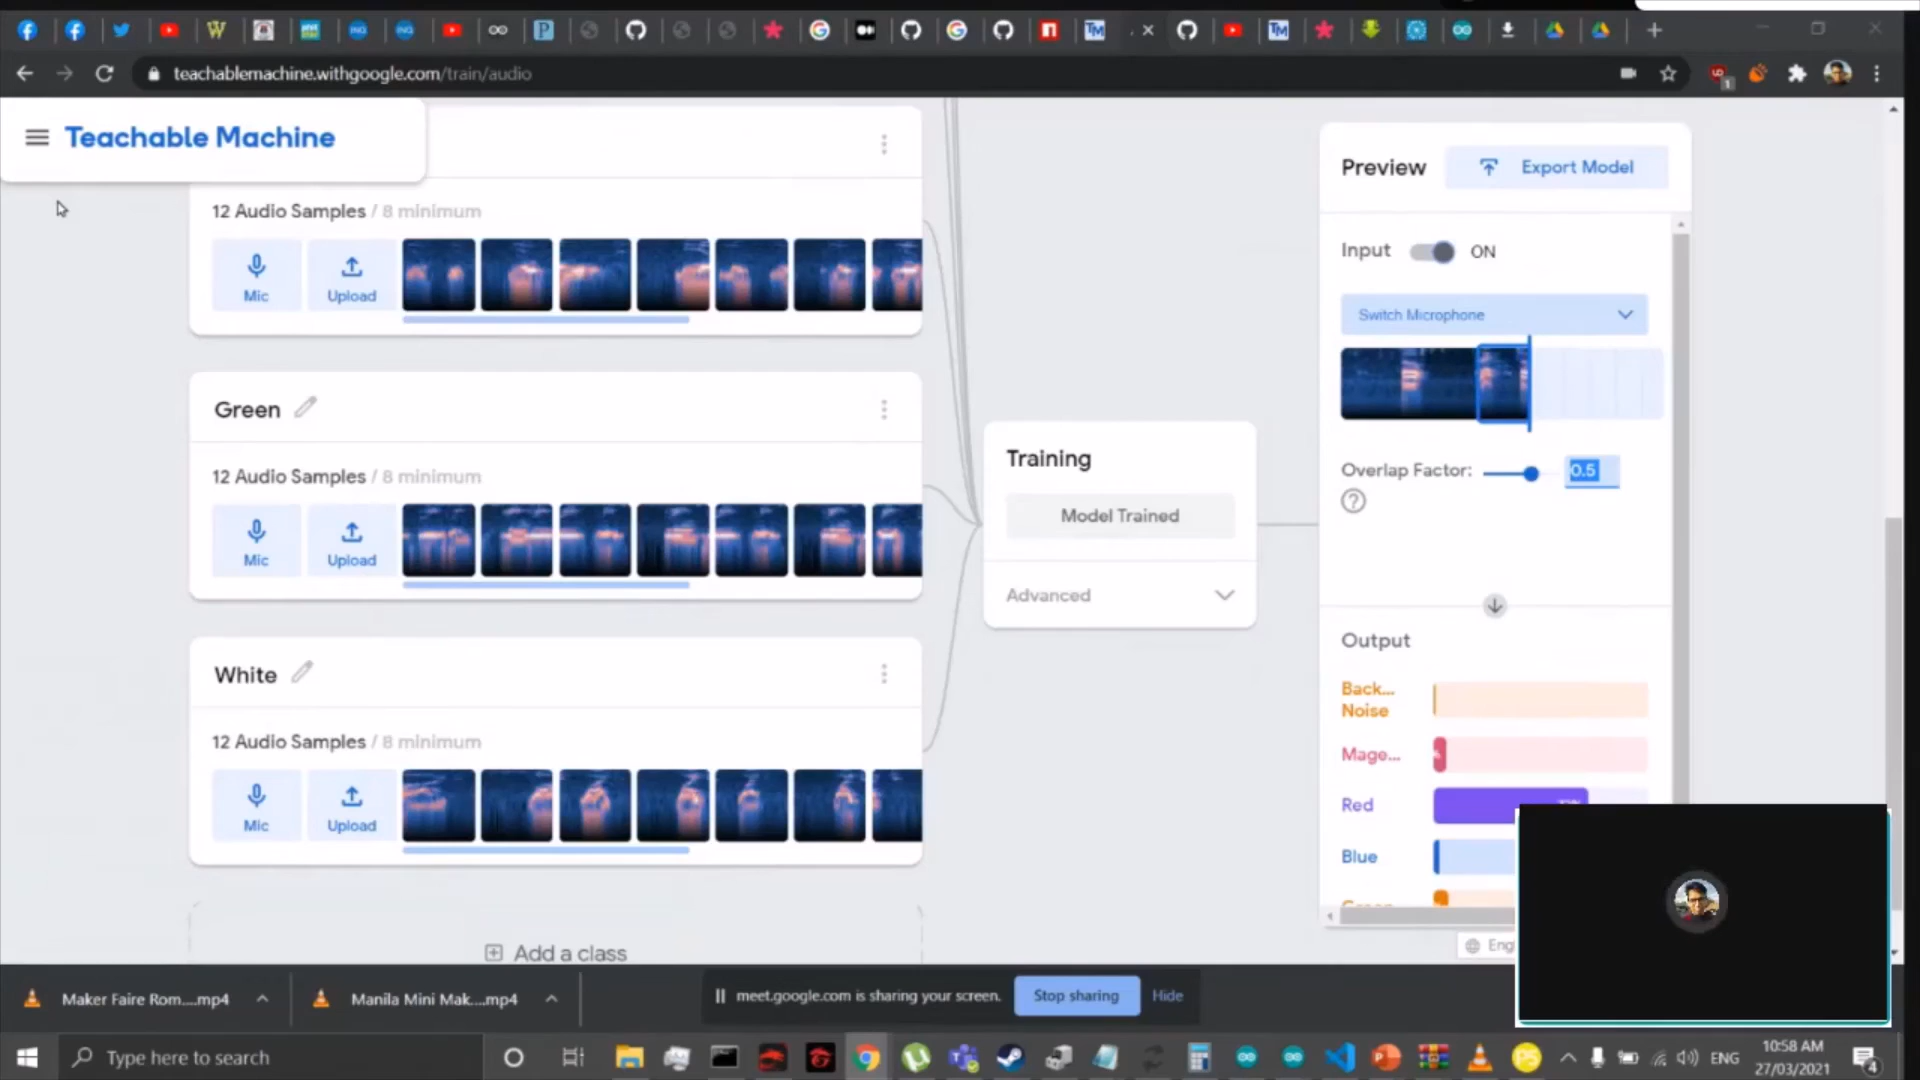 teachablemachine.withgoogle.com/train/audio
Teachable Machine
12 Audio Samples / 8 minimum
Mic
Upload
Green
12 Audio Samples / 8 minimum
Mic
Upload
White
12 Audio Samples / 8 minimum
Mic
Upload
Add a class
Training
Model Trained
Advanced
Preview
Export Model
Input
ON
Switch Microphone
Overlap Factor:
0.5
Output
Back...
Noise
Mage...
Red
Blue
Maker Faire Rom....mp4
Manila Mini Mak....mp4
meet.google.com is sharing your screen.
Stop sharing
Hide
Type here to search
ENG
10:58 AM
27/03/2021